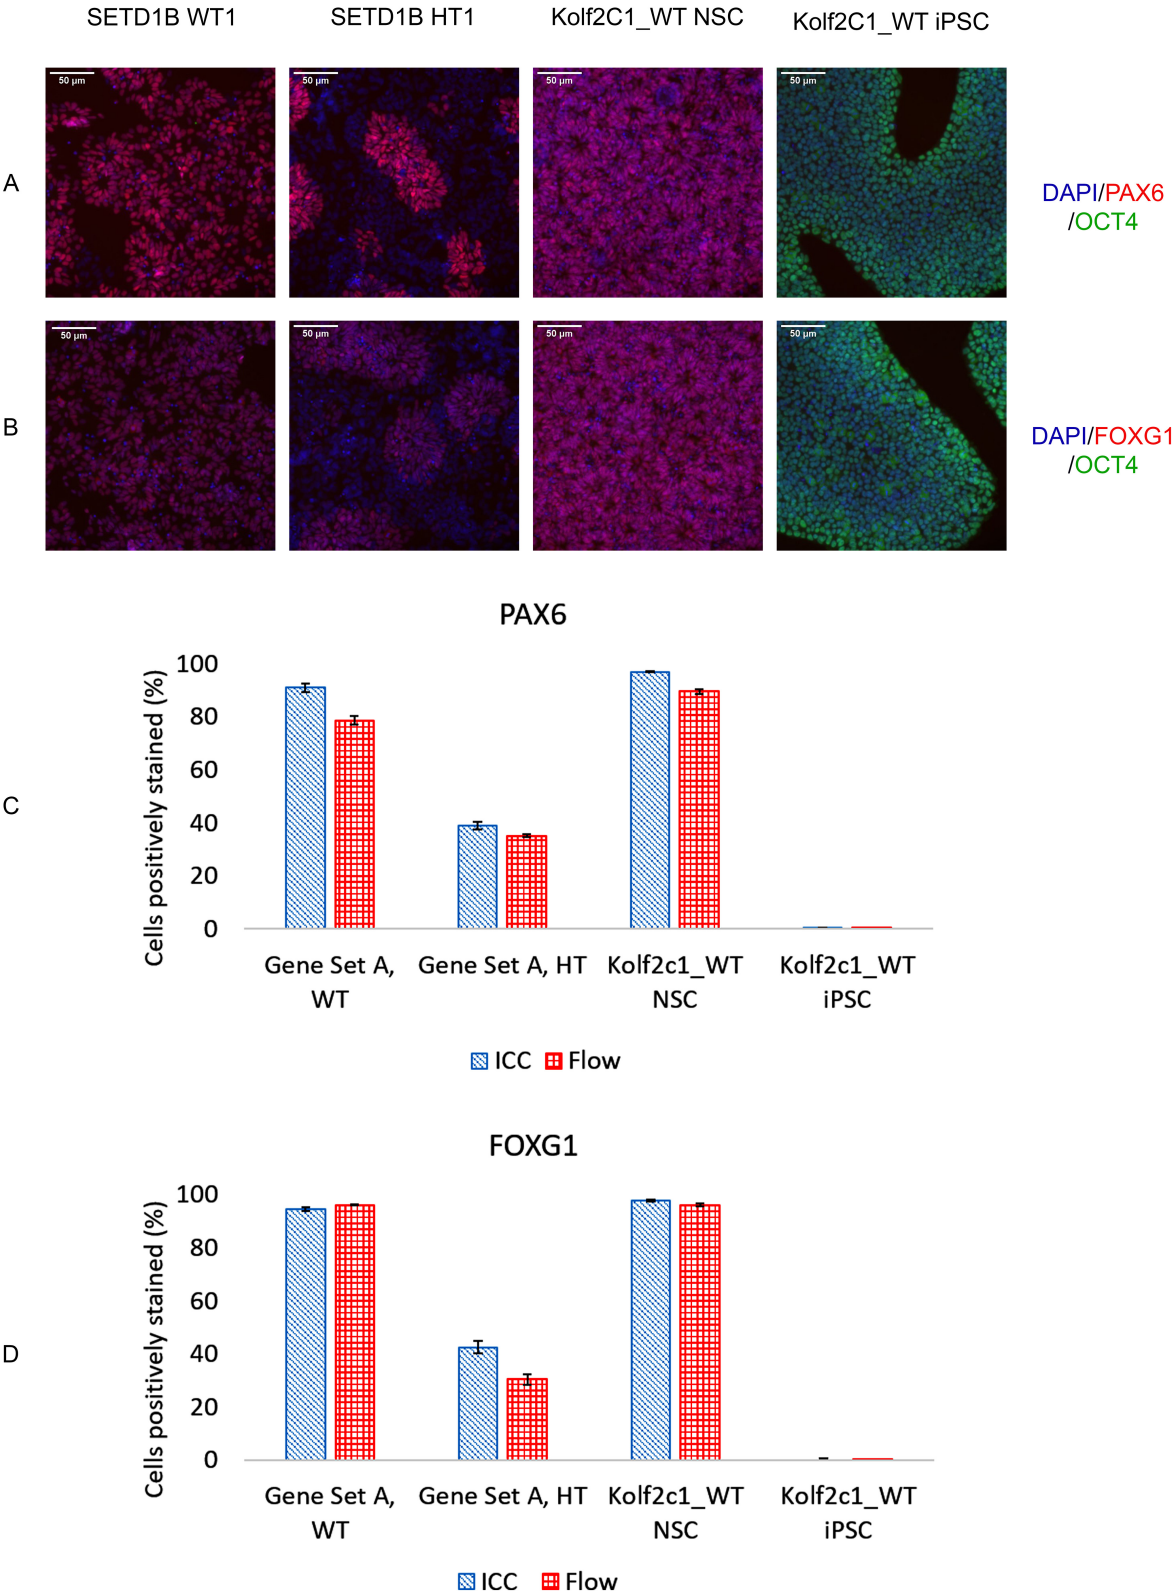 SETD1B WT1
SETD1B HT1
Kolf2C1_WT NSC
Kolf2C1_WT iPSC
A
50 µm
50 µm
50 µm
50 µm
DAPI/PAX6
/OCT4
B
50 µm
50 µm
50 µm
50 µm
DAPI/FOXG1
/OCT4
C
PAX6
Cells positively stained (%)
100
80
60
40
20
0
Gene Set A,
WT
Gene Set A, HT
Kolf2c1_WT
NSC
Kolf2c1_WT
iPSC
ICC
Flow
D
FOXG1
Cells positively stained (%)
100
80
60
40
20
0
Gene Set A,
WT
Gene Set A, HT
Kolf2c1_WT
NSC
Kolf2c1_WT
iPSC
ICC
Flow